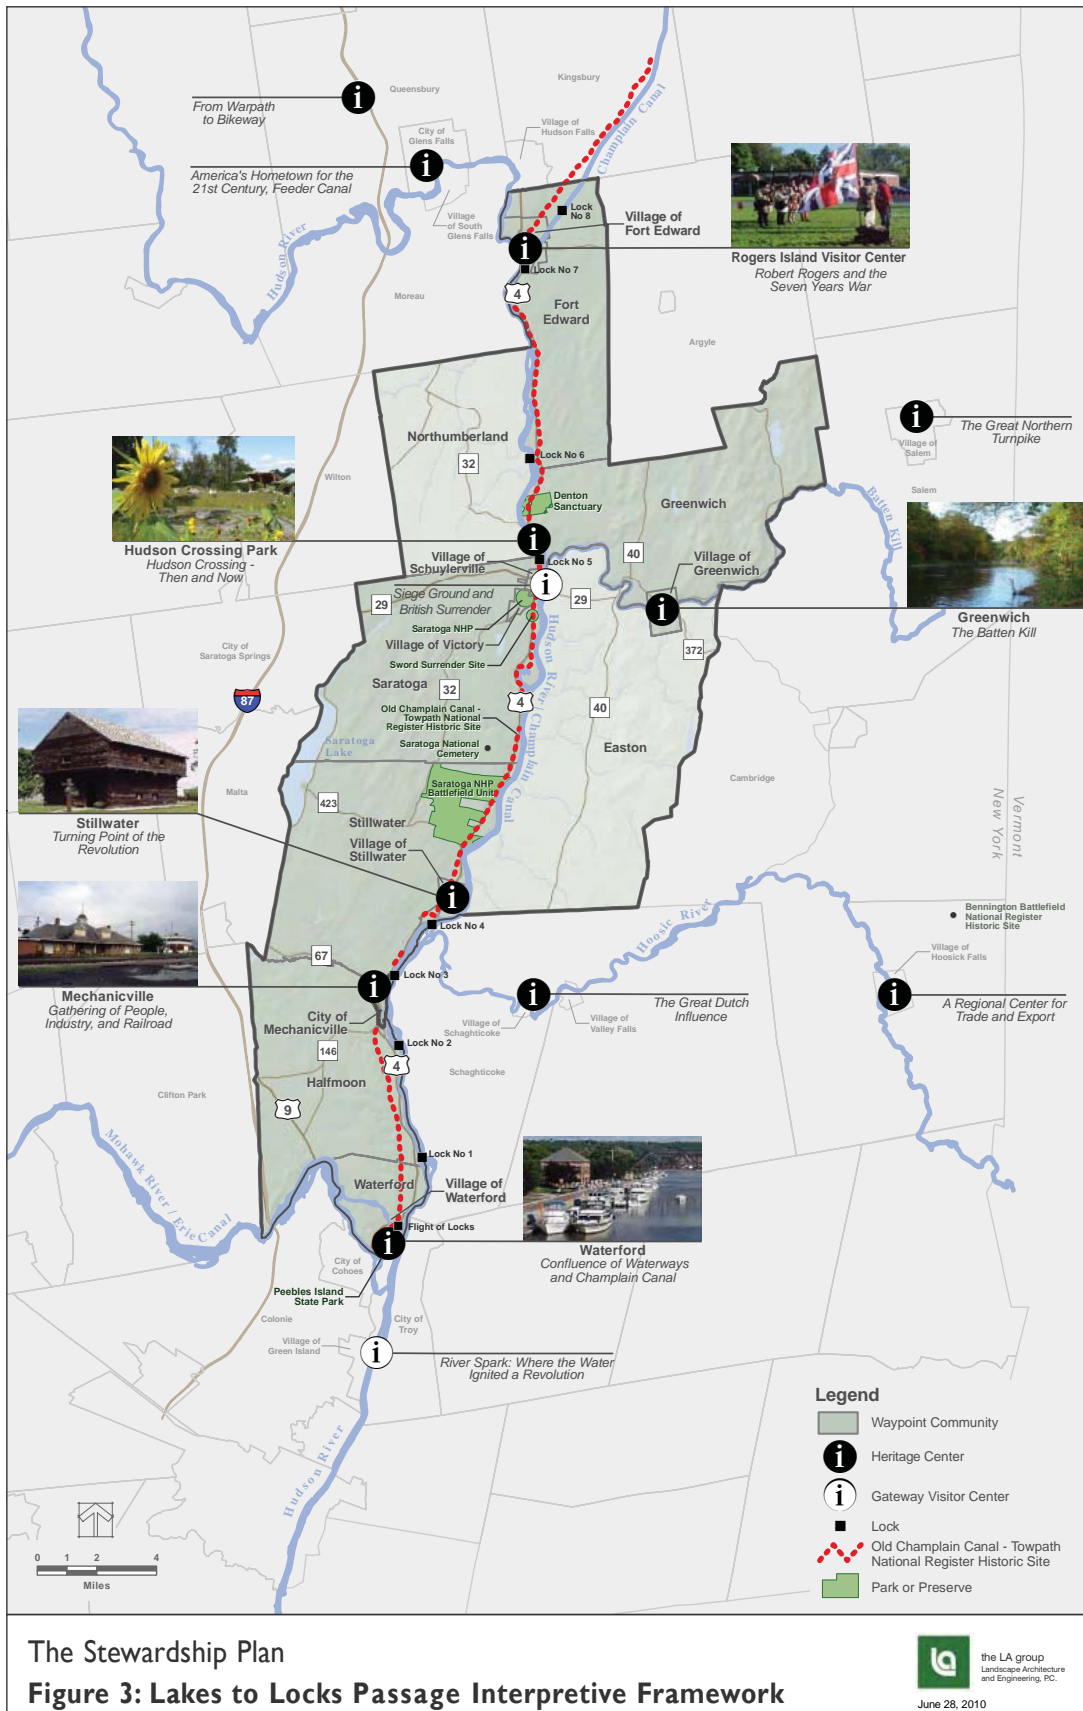 Kingsbury
Queensbury
Champlain Canal
From Warpath
to Bikeway
City of
Glens Falls
Village of
Hudson Falls
America's Hometown for the
21st Century, Feeder Canal
Village
of South
Glens Falls
Lock
No 8
Village of
Fort Edward
Hudson River
Rogers Island Visitor Center
Robert Rogers and the
Seven Years War
Lock No 7
4
Moreau
Fort
Edward
Argyle
Northumberland
32
Lock No 6
The Great Northern
Turnpike
Village of
Salem
Salem
Wilton
Denton
Sanctuary
Greenwich
Batten Kill
Hudson Crossing Park
Hudson Crossing -
Then and Now
Village of
Schuylerville
Lock No 5
40
Village of
Greenwich
Siege Ground and
British Surrender
29
29
Saratoga NHP
Village of Victory
Greenwich
The Batten Kill
Sword Surrender Site
372
City of
Saratoga Springs
Saratoga
32
87
4
40
Hudson River/Champlain Canal
Old Champlain Canal -
Towpath National
Register Historic Site
Saratoga National
Cemetery
Easton
Saratoga
Lake
Saratoga NHP
Battlefield Unit
Cambridge
Malta
423
Vermont
New York
Stillwater
Turning Point of the
Revolution
Stillwater
Village of
Stillwater
Lock No 4
Hoosic River
Bennington Battlefield
National Register
Historic Site
67
Lock No 3
Village of
Hoosick Falls
Mechanicville
Gathering of People,
Industry, and Railroad
City of
Mechanicville
Village of
Schaghticoke
Village of
Valley Falls
The Great Dutch
Influence
A Regional Center for
Trade and Export
Lock No 2
146
4
Halfmoon
Schaghticoke
Clifton Park
9
Mohawk River / Erie Canal
Lock No 1
Waterford
Village of
Waterford
Flight of Locks
Waterford
Confluence of Waterways
and Champlain Canal
City of
Cohoes
Peebles Island
State Park
Colonie
City of
Troy
Village of
Green Island
River Spark: Where the Water
Ignited a Revolution
Hudson River
Legend
Waypoint Community
Heritage Center
Gateway Visitor Center
Lock
Old Champlain Canal - Towpath
National Register Historic Site
Park or Preserve
0 1 2 4
Miles
The Stewardship Plan
Figure 3: Lakes to Locks Passage Interpretive Framework
la
the LA group
Landscape Architecture
and Engineering, P.C.
June 28, 2010